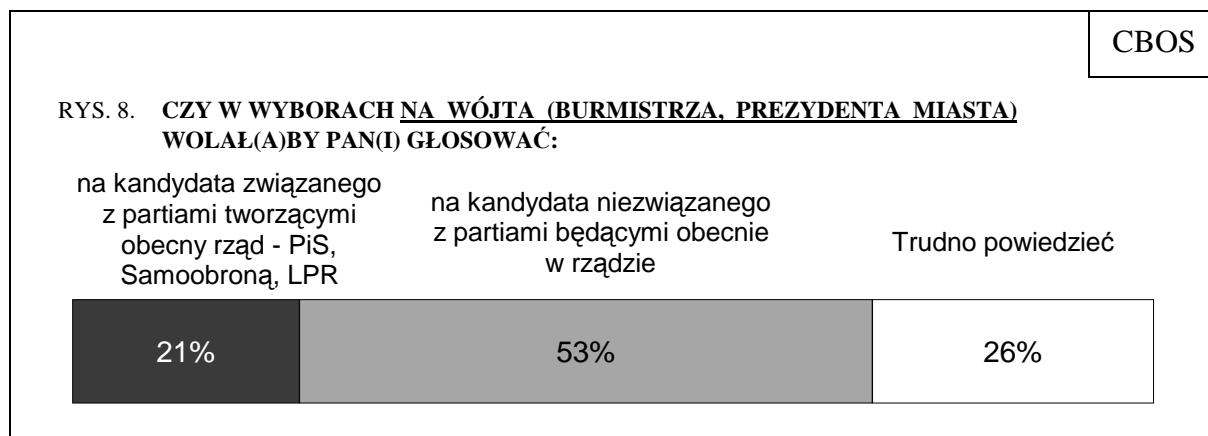 CBOS
RYS. 8. CZY W WYBORACH NA WÓJTA (BURMISTRZA, PREZYDENTA MIASTA)
WOLAŁ(A)BY PAN(I) GŁOSOWAĆ:
na kandydata związanego
z partiami tworzącymi
obecny rząd - PiS,
Samoobroną, LPR
na kandydata niezwiązanego
z partiami będącymi obecnie
w rządzie
Trudno powiedzieć
21%
53%
26%